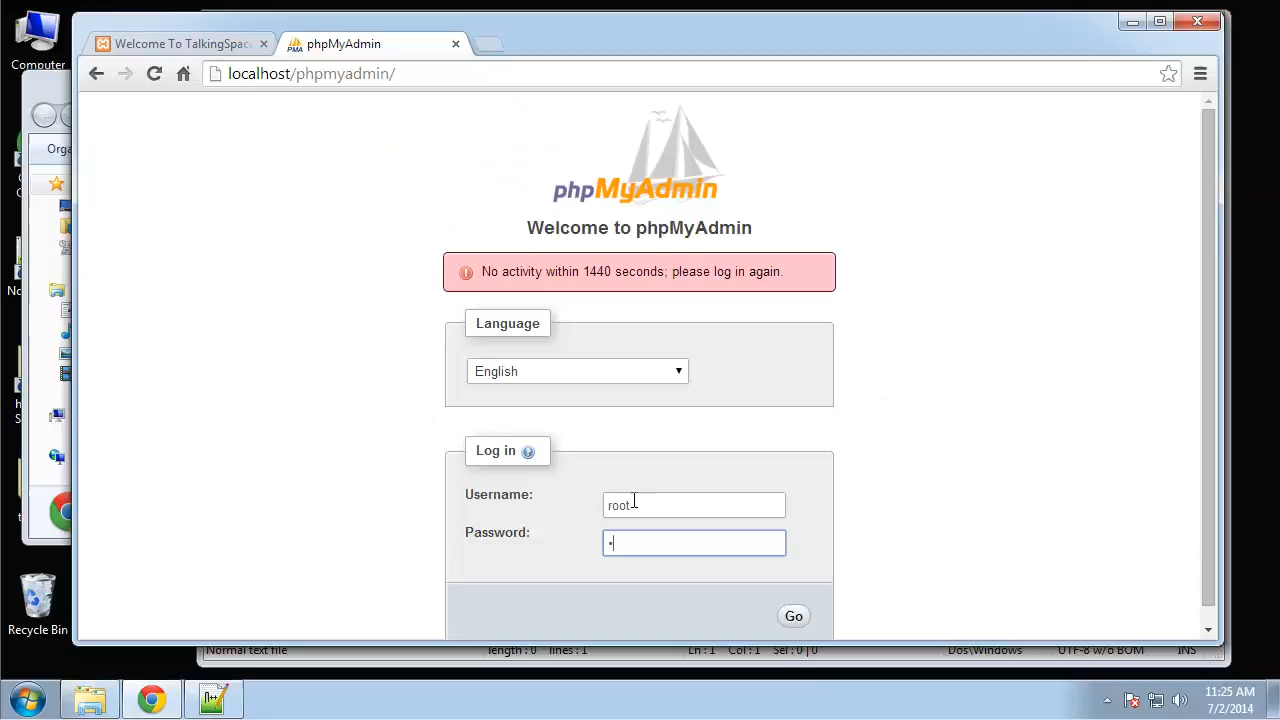 Computer
Welcome To TalkingSpac
phpMyAdmin
localhost/phpmyadmin/
Orga
phpMyAdmin
Welcome to phpMyAdmin
No activity within 1440 seconds; please log in again.
Language
English
Log in
Username:
root
Password:
Go
Recycle Bin
Normal text file
length : 0 lines : 1
Ln : 1 Col : 1 Sel : 0 | 0
Dos\Windows
UTF-8 w/o BOM
INS
11:25 AM
7/2/2014